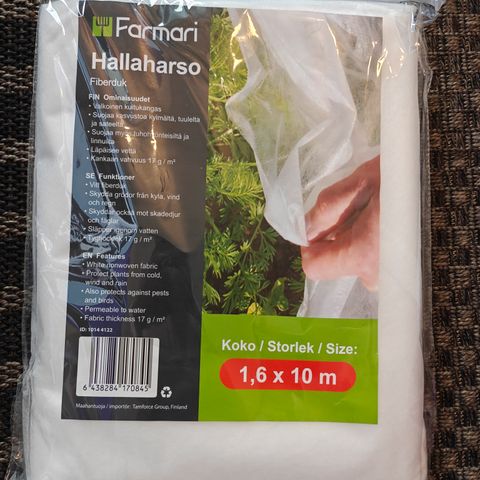 Farmari
Hallaharso
Fiberduk
FIN Ominaisuudet
• Valkoinen kuitukangas
• Suojaa kasvustoa kylmältä, tuulelta
ja sateelta
• Suojaa myös tuhohyönteisiltä ja
linnuilta
• Läpäisee vettä
• Kankaan vahvuus 17 g / m²
SE Funktioner
• Vitt fiberduk
• Skydda grödor från kyla, vind
och regn
• Skyddar också mot skadedjur
och fåglar
• Släpper igenom vatten
• Tygtjocklek 17 g / m²
EN Features
• White nonwoven fabric
• Protect plants from cold,
wind and rain
• Also protects against pests
and birds
• Permeable to water
• Fabric thickness 17 g / m²
ID: 1014 4122
6 438284 170845
Maahantuoja / importör: Tamforce Group, Finland
Koko / Storlek / Size:
1,6 x 10 m